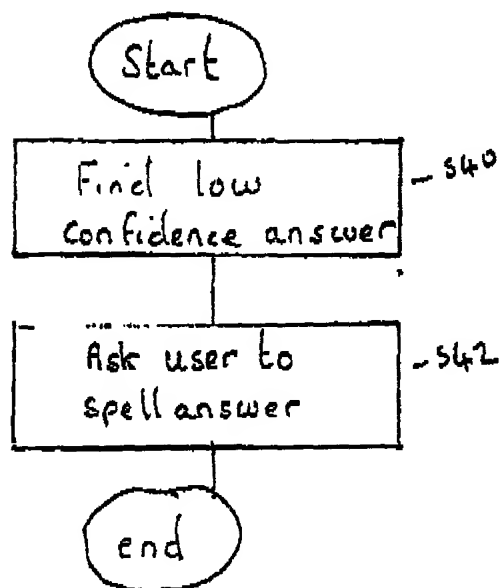 Start
Find low
confidence answer
S40
Ask user to
spell answer
S42
end